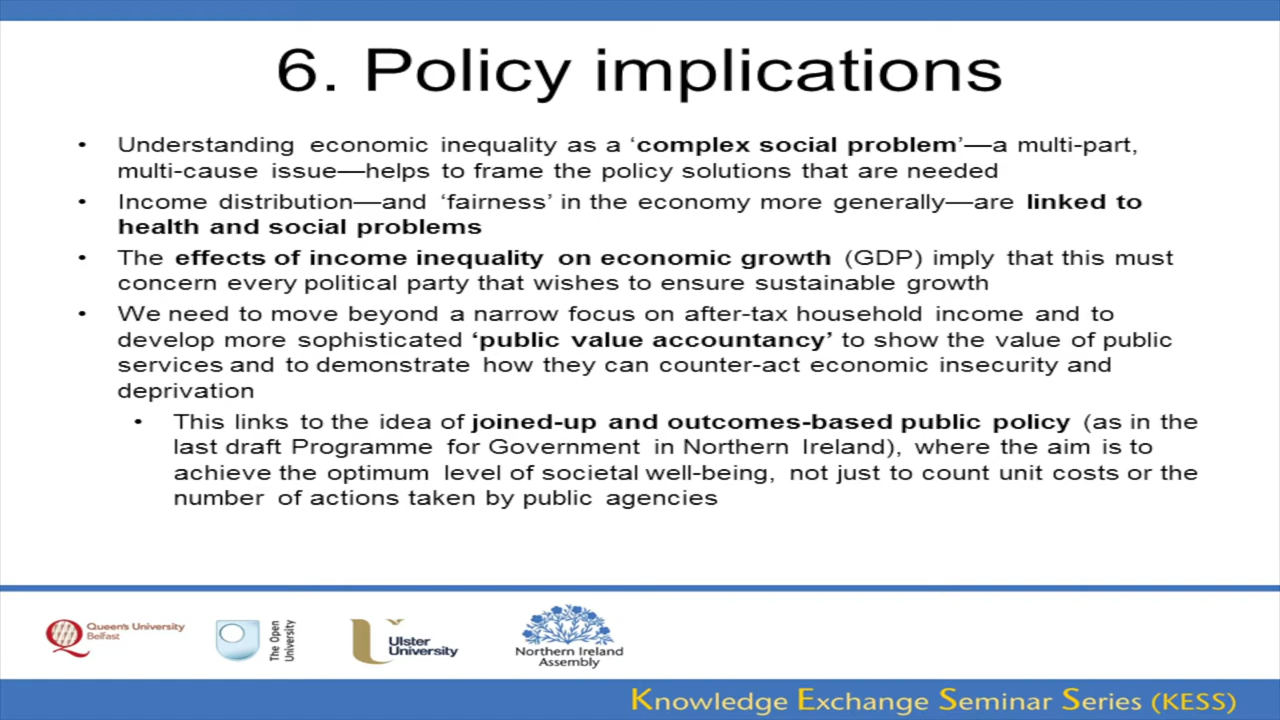 6. Policy implications
• Understanding economic inequality as a ‘complex social problem’—a multi-part,
multi-cause issue—helps to frame the policy solutions that are needed
• Income distribution—and ‘fairness’ in the economy more generally—are linked to
health and social problems
• The effects of income inequality on economic growth (GDP) imply that this must
concern every political party that wishes to ensure sustainable growth
• We need to move beyond a narrow focus on after-tax household income and to
develop more sophisticated ‘public value accountancy’ to show the value of public
services and to demonstrate how they can counter-act economic insecurity and
deprivation
• This links to the idea of joined-up and outcomes-based public policy (as in the
last draft Programme for Government in Northern Ireland), where the aim is to
achieve the optimum level of societal well-being, not just to count unit costs or the
number of actions taken by public agencies
Queen's University
Belfast
The Open
University
Ulster
University
Northern Ireland
Assembly
Knowledge Exchange Seminar Series (KESS)